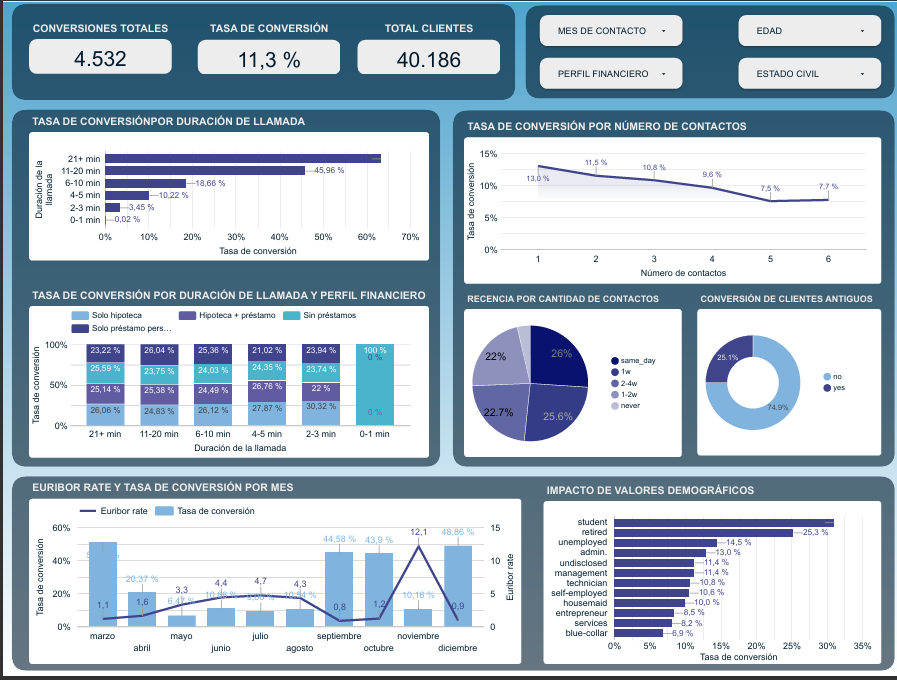 CONVERSIONES TOTALES
4.532
TASA DE CONVERSIÓN
11,3 %
TOTAL CLIENTES
40.186
MES DE CONTACTO
EDAD
PERFIL FINANCIERO
ESTADO CIVIL
TASA DE CONVERSIÓNPOR DURACIÓN DE LLAMADA
Duración de la
llamada
21+ min
11-20 min
45,96 %
6-10 min
18,66 %
4-5 min
10,22 %
2-3 min
3,45 %
0-1 min
0,02 %
0% 10% 20% 30% 40% 50% 60% 70%
Tasa de conversión
TASA DE CONVERSIÓN POR NÚMERO DE CONTACTOS
Tasa de conversión
15%
10%
5%
0%
13,0 %
11,5 %
10,8 %
9,6 %
7,5 %
7,7 %
1 2 3 4 5 6
Número de contactos
TASA DE CONVERSIÓN POR DURACIÓN DE LLAMADA Y PERFIL FINANCIERO
Solo hipoteca
Hipoteca + préstamo
Sin préstamos
Solo préstamo pers…
Tasa de conversión
100%
50%
0%
23,22 % 26,04 % 25,36 % 21,02 % 23,94 % 100 %
0 %
25,59 % 23,75 % 24,03 % 24,35 % 23,74 %
25,14 % 25,38 % 24,49 % 26,76 % 22 %
26,06 % 24,83 % 26,12 % 27,87 % 30,32 % 0 %
21+ min 11-20 min 6-10 min 4-5 min 2-3 min 0-1 min
Duración de la llamada
RECENCIA POR CANTIDAD DE CONTACTOS
26%
25.6%
22.7%
22%
same_day
1w
2-4w
1-2w
never
CONVERSIÓN DE CLIENTES ANTIGUOS
25.1%
74.9%
no
yes
EURIBOR RATE Y TASA DE CONVERSIÓN POR MES
Euribor rate
Tasa de conversión
Tasa de conversión
60%
40%
20%
0%
20,37 %
44,58 %
43,9 %
10,16 %
48,86 %
1,1
1,6
3,3
4,4
4,7
4,3
0,8
1,2
12,1
0,9
15
10
5
0
Euribor rate
marzo
abril
mayo
junio
julio
agosto
septiembre
octubre
noviembre
diciembre
IMPACTO DE VALORES DEMOGRÁFICOS
student
retired
25,3 %
unemployed
14,5 %
admin.
13,0 %
undisclosed
11,4 %
management
11,4 %
technician
10,8 %
self-employed
10,6 %
housemaid
10,0 %
entrepreneur
8,5 %
services
8,2 %
blue-collar
6,9 %
0% 5% 10% 15% 20% 25% 30% 35%
Tasa de conversión